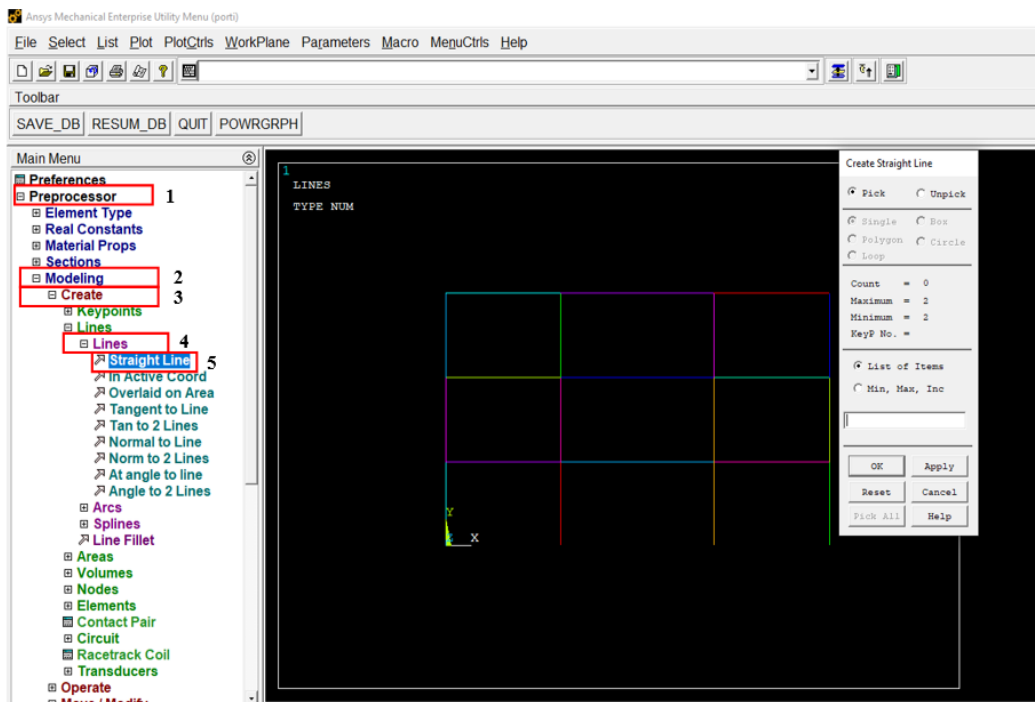 Ansys Mechanical Enterprise Utility Menu (porti)
File Select List Plot PlotCtrls WorkPlane Parameters Macro MenuCtrls Help
Toolbar
SAVE_DB RESUM_DB QUIT POWRGRPH
Main Menu
Preferences
Preprocessor 1
Element Type
Real Constants
Material Props
Sections
Modeling 2
Create 3
Keypoints
Lines
Lines 4
Straight Line 5
In Active Coord
Overlaid on Area
Tangent to Line
Tan to 2 Lines
Normal to Line
Norm to 2 Lines
At angle to line
Angle to 2 Lines
Arcs
Splines
Line Fillet
Areas
Volumes
Nodes
Elements
Contact Pair
Circuit
Racetrack Coil
Transducers
Operate
Move / Modify
1
LINES
TYPE NUM
Y
X
Create Straight Line
Pick Unpick
Single Box
Polygon Circle
Loop
Count = 0
Maximum = 2
Minimum = 2
KeyP No. =
List of Items
Min, Max, Inc
OK Apply
Reset Cancel
Pick All Help